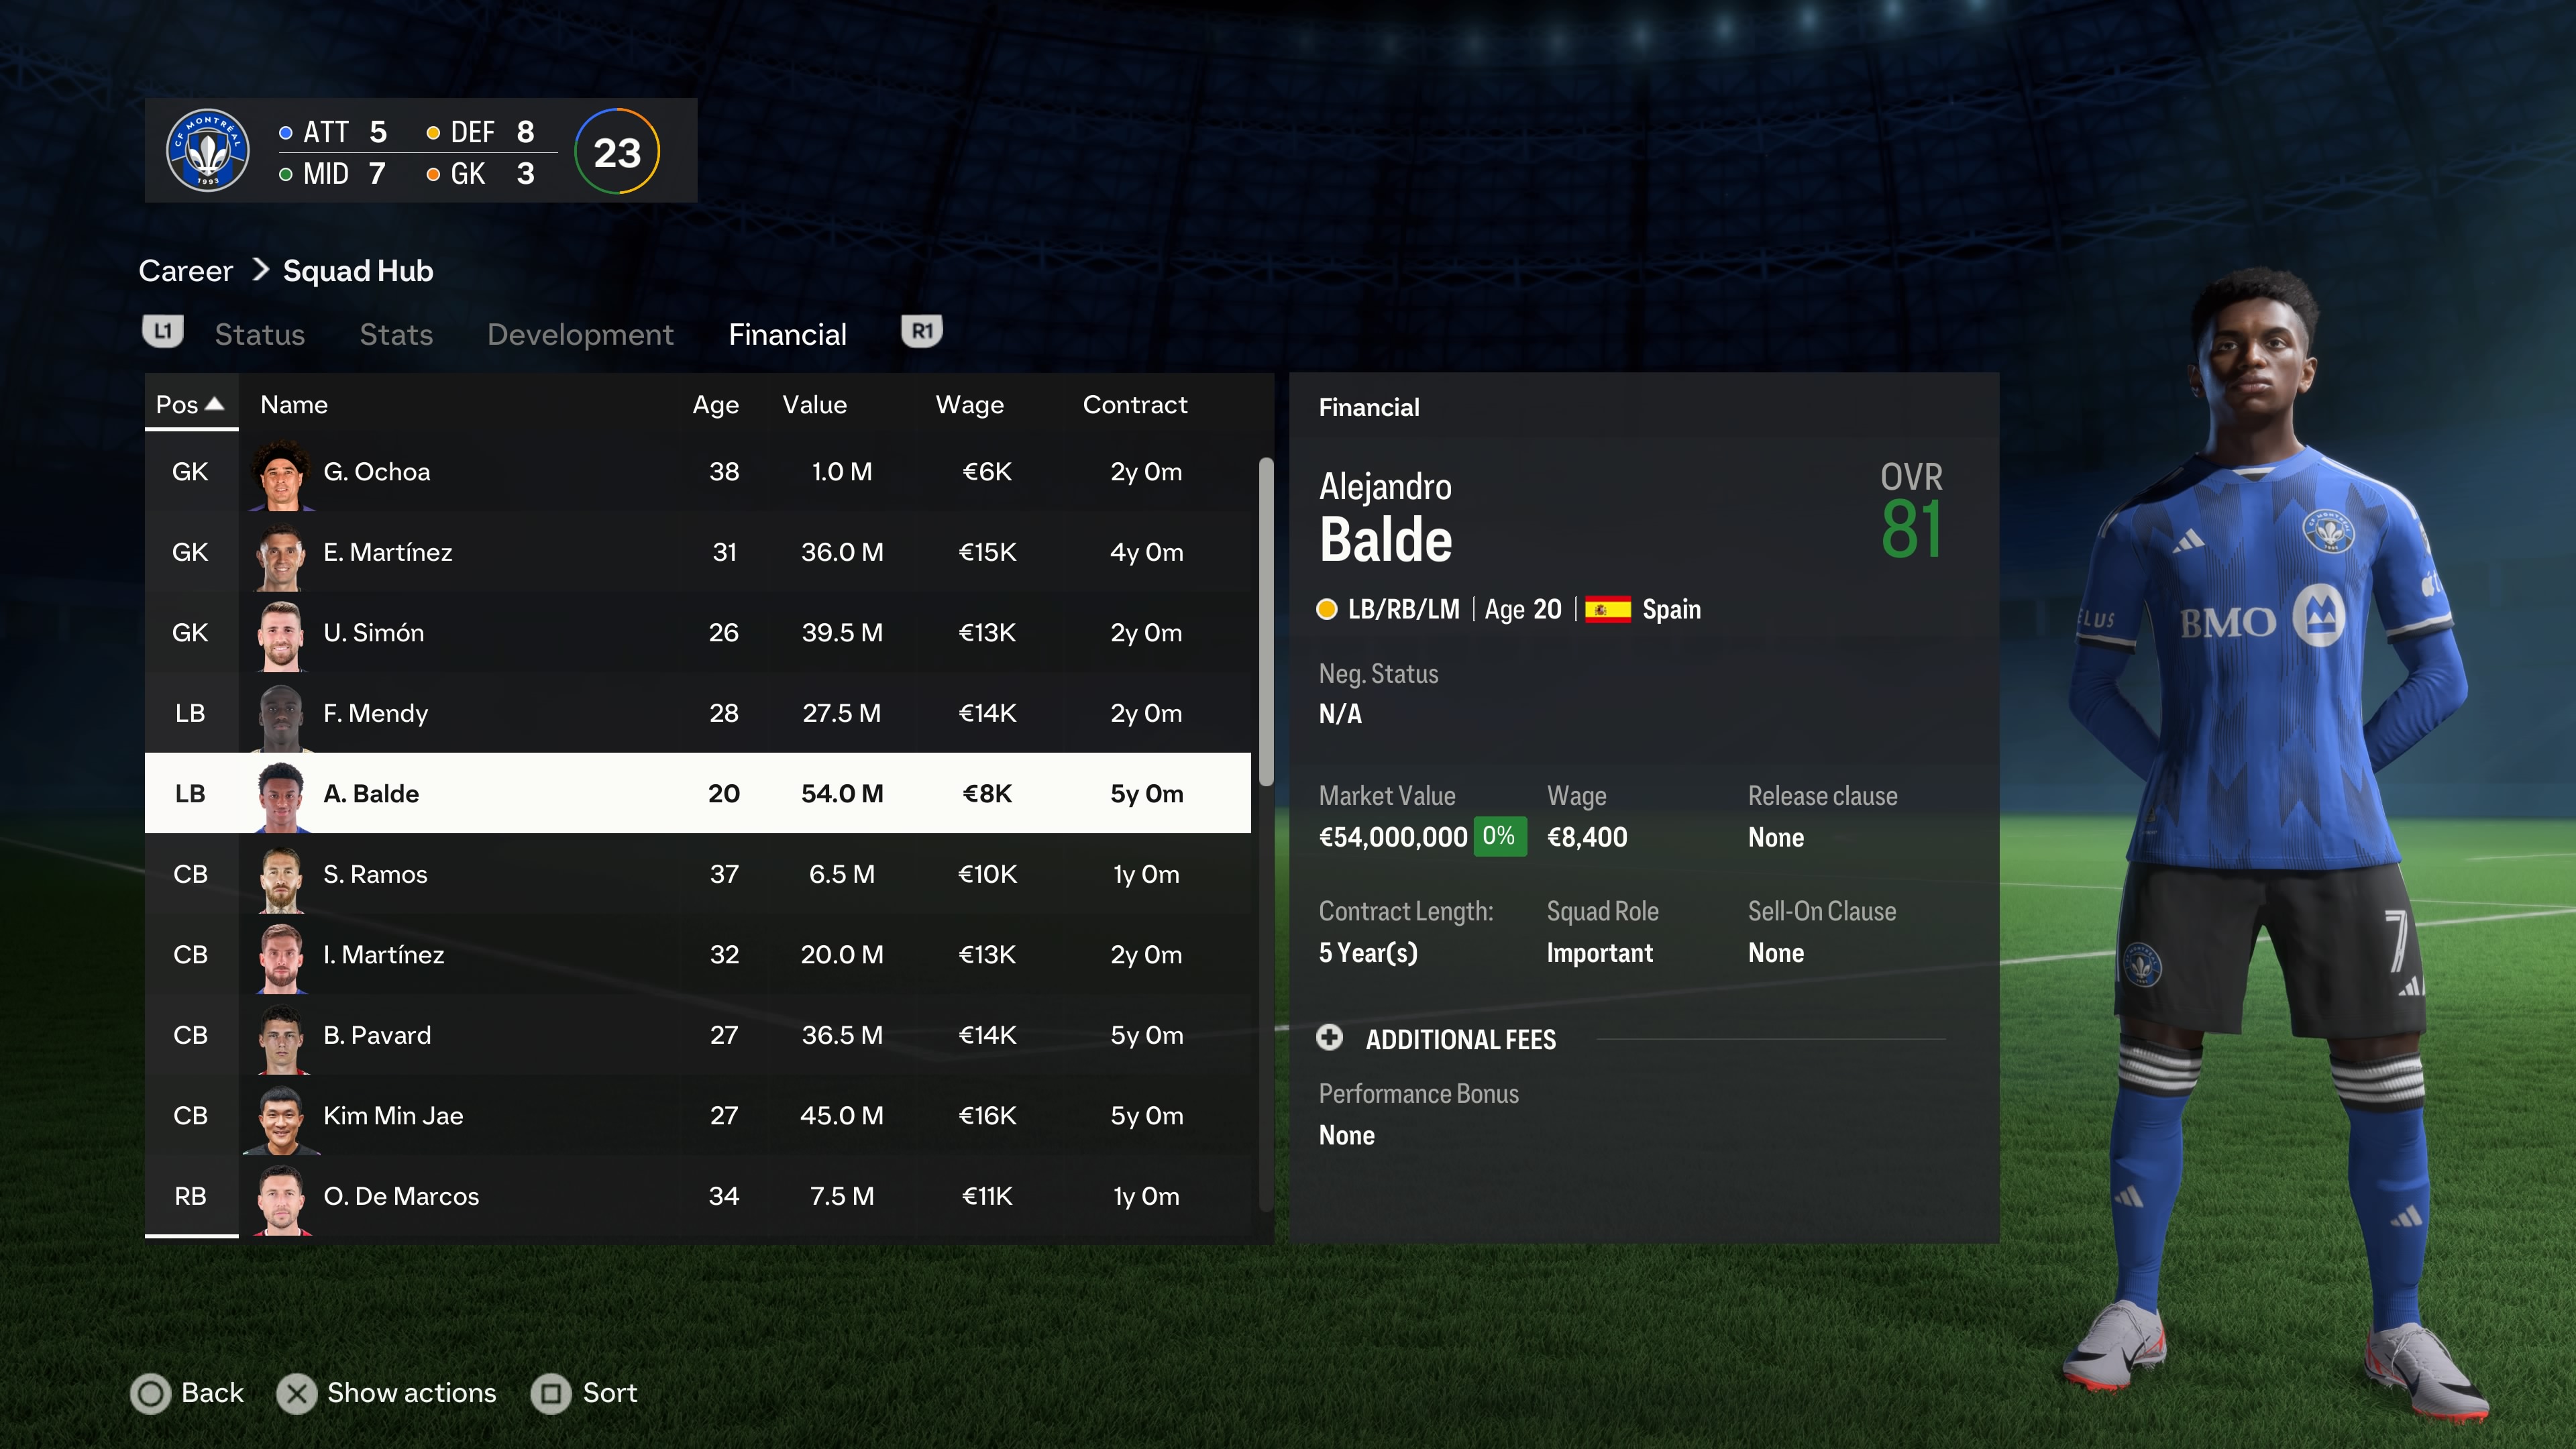 CF MONTRÉAL
1993
ATT 5 DEF 8
MID 7 GK 3
23
Career > Squad Hub
L1 Status Stats Development Financial R1
Pos Name Age Value Wage Contract
GK G. Ochoa 38 1.0 M €6K 2y 0m
GK E. Martínez 31 36.0 M €15K 4y 0m
GK U. Simón 26 39.5 M €13K 2y 0m
LB F. Mendy 28 27.5 M €14K 2y 0m
LB A. Balde 20 54.0 M €8K 5y 0m
CB S. Ramos 37 6.5 M €10K 1y 0m
CB I. Martínez 32 20.0 M €13K 2y 0m
CB B. Pavard 27 36.5 M €14K 5y 0m
CB Kim Min Jae 27 45.0 M €16K 5y 0m
RB O. De Marcos 34 7.5 M €11K 1y 0m
Financial
Alejandro
Balde
OVR
81
LB/RB/LM | Age 20 | Spain
Neg. Status
N/A
Market Value Wage Release clause
€54,000,000 0% €8,400 None
Contract Length: Squad Role Sell-On Clause
5 Year(s) Important None
ADDITIONAL FEES
Performance Bonus
None
ELUS
BMO
7
Back Show actions Sort